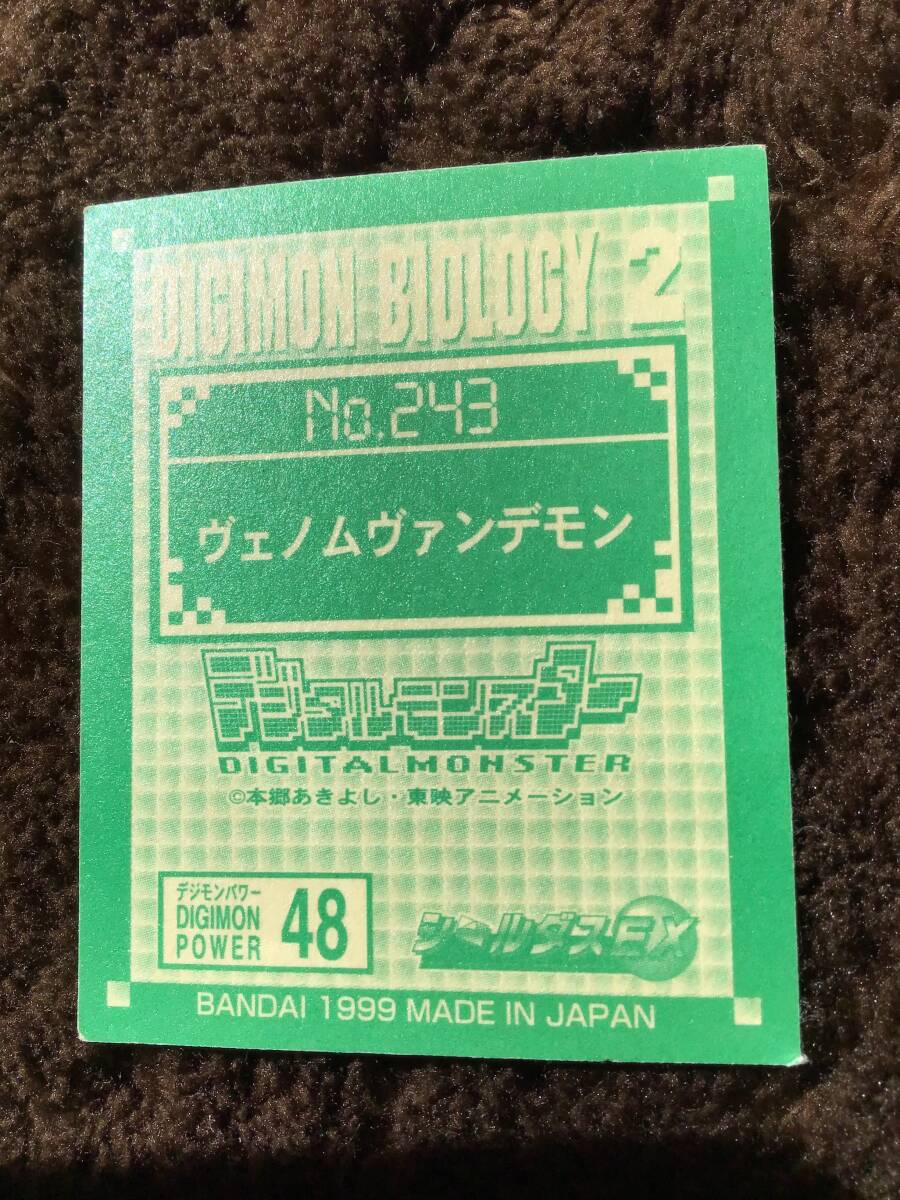 DIGIMON BIOLOGY 2
No.243
ヴェノムヴァンデモン
デジタルモンスター
DIGITALMONSTER
©本郷あきよし・東映アニメーション
デジモンパワー
DIGIMON
POWER
48
シールダスEX
BANDAI 1999 MADE IN JAPAN